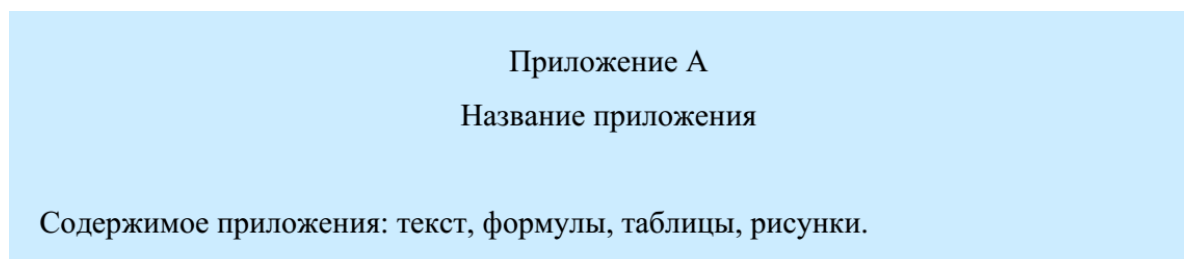 Приложение А
Название приложения
Содержимое приложения: текст, формулы, таблицы, рисунки.